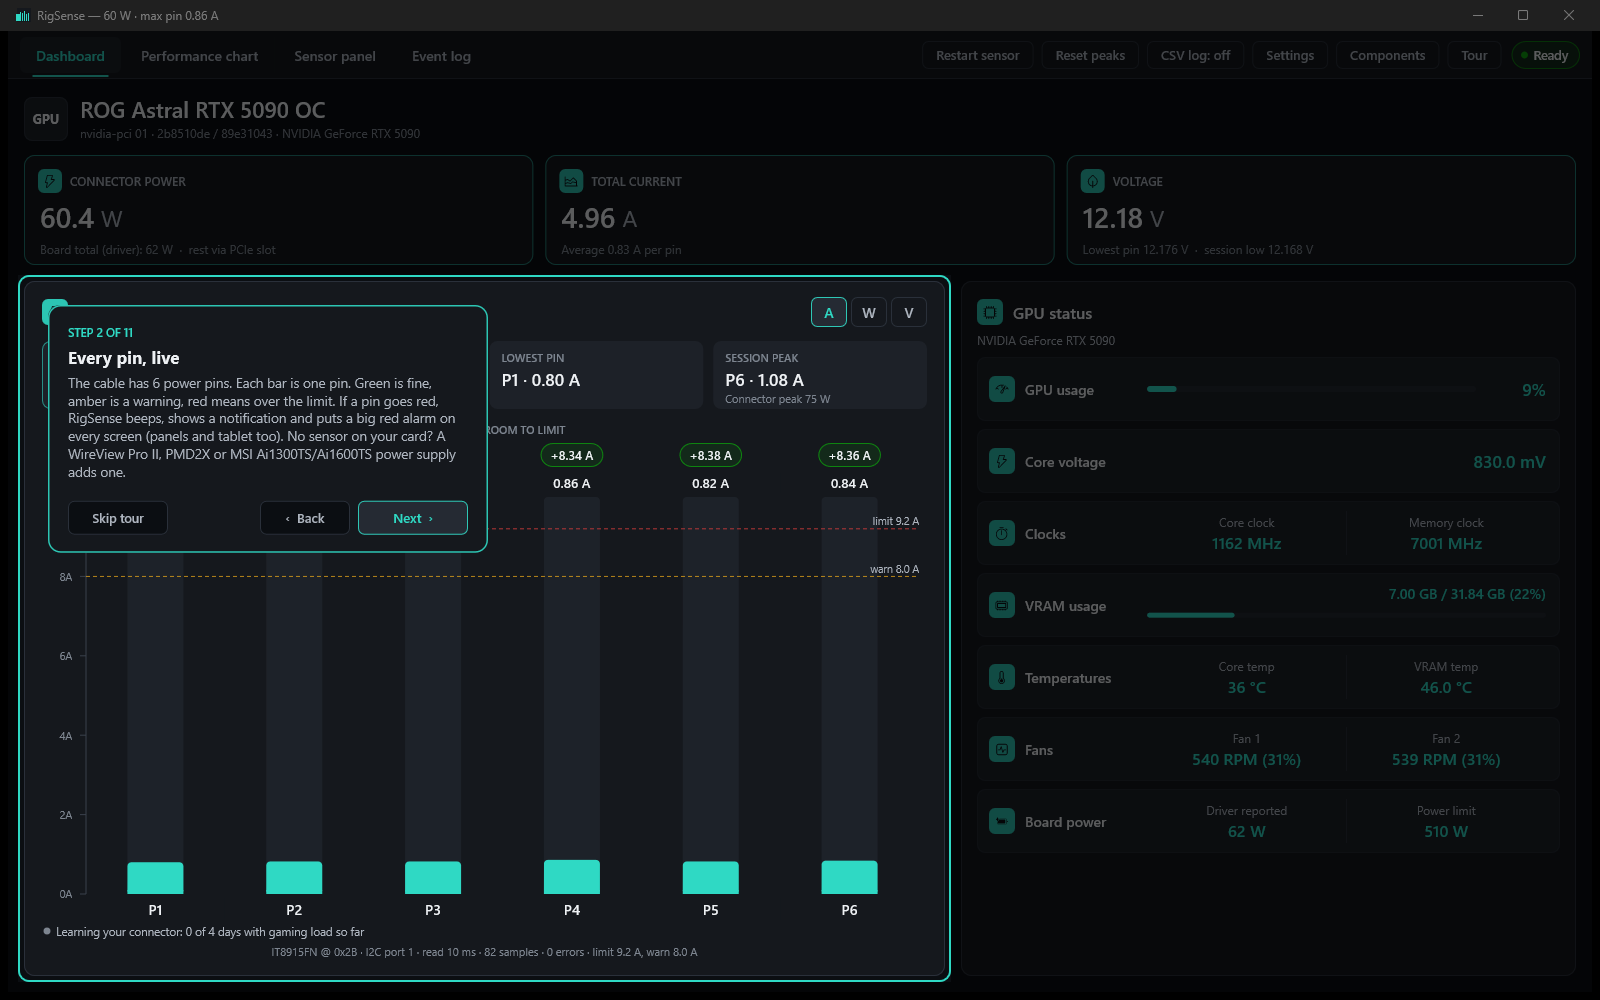 RigSense — 60 W · max pin 0.86 A
Dashboard
Performance chart
Sensor panel
Event log
Restart sensor
Reset peaks
CSV log: off
Settings
Components
Tour
Ready
GPU
ROG Astral RTX 5090 OC
nvidia-pci 01 · 2b8510de / 89e31043 · NVIDIA GeForce RTX 5090
CONNECTOR POWER
60.4 W
Board total (driver): 62 W · rest via PCIe slot
TOTAL CURRENT
4.96 A
Average 0.83 A per pin
VOLTAGE
12.18 V
Lowest pin 12.176 V · session low 12.168 V
STEP 2 OF 11
Every pin, live
The cable has 6 power pins. Each bar is one pin. Green is fine,
amber is a warning, red means over the limit. If a pin goes red,
RigSense beeps, shows a notification and puts a big red alarm on
every screen (panels and tablet too). No sensor on your card? A
WireView Pro II, PMD2X or MSI Ai1300TS/Ai1600TS power supply
adds one.
Skip tour
‹ Back
Next ›
A
W
V
LOWEST PIN
P1 · 0.80 A
SESSION PEAK
P6 · 1.08 A
Connector peak 75 W
ROOM TO LIMIT
+8.34 A
+8.38 A
+8.36 A
0.86 A
0.82 A
0.84 A
limit 9.2 A
warn 8.0 A
8A
6A
4A
2A
0A
P1
P2
P3
P4
P5
P6
Learning your connector: 0 of 4 days with gaming load so far
IT8915FN @ 0x2B · I2C port 1 · read 10 ms · 82 samples · 0 errors · limit 9.2 A, warn 8.0 A
GPU status
NVIDIA GeForce RTX 5090
GPU usage
9%
Core voltage
830.0 mV
Clocks
Core clock
1162 MHz
Memory clock
7001 MHz
VRAM usage
7.00 GB / 31.84 GB (22%)
Temperatures
Core temp
36 °C
VRAM temp
46.0 °C
Fans
Fan 1
540 RPM (31%)
Fan 2
539 RPM (31%)
Board power
Driver reported
62 W
Power limit
510 W